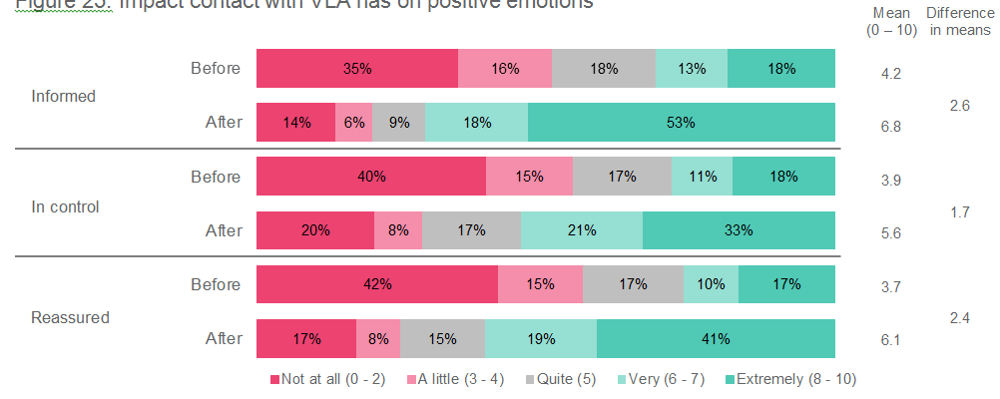 Figure 25: Impact contact with VLA has on positive emotions
Mean Difference
(0 – 10) in means
Before 35% 16% 18% 13% 18% 4.2
Informed 2.6
After 14% 6% 9% 18% 53% 6.8
Before 40% 15% 17% 11% 18% 3.9
In control 1.7
After 20% 8% 17% 21% 33% 5.6
Before 42% 15% 17% 10% 17% 3.7
Reassured 2.4
After 17% 8% 15% 19% 41% 6.1
Not at all (0 - 2) A little (3 - 4) Quite (5) Very (6 - 7) Extremely (8 - 10)